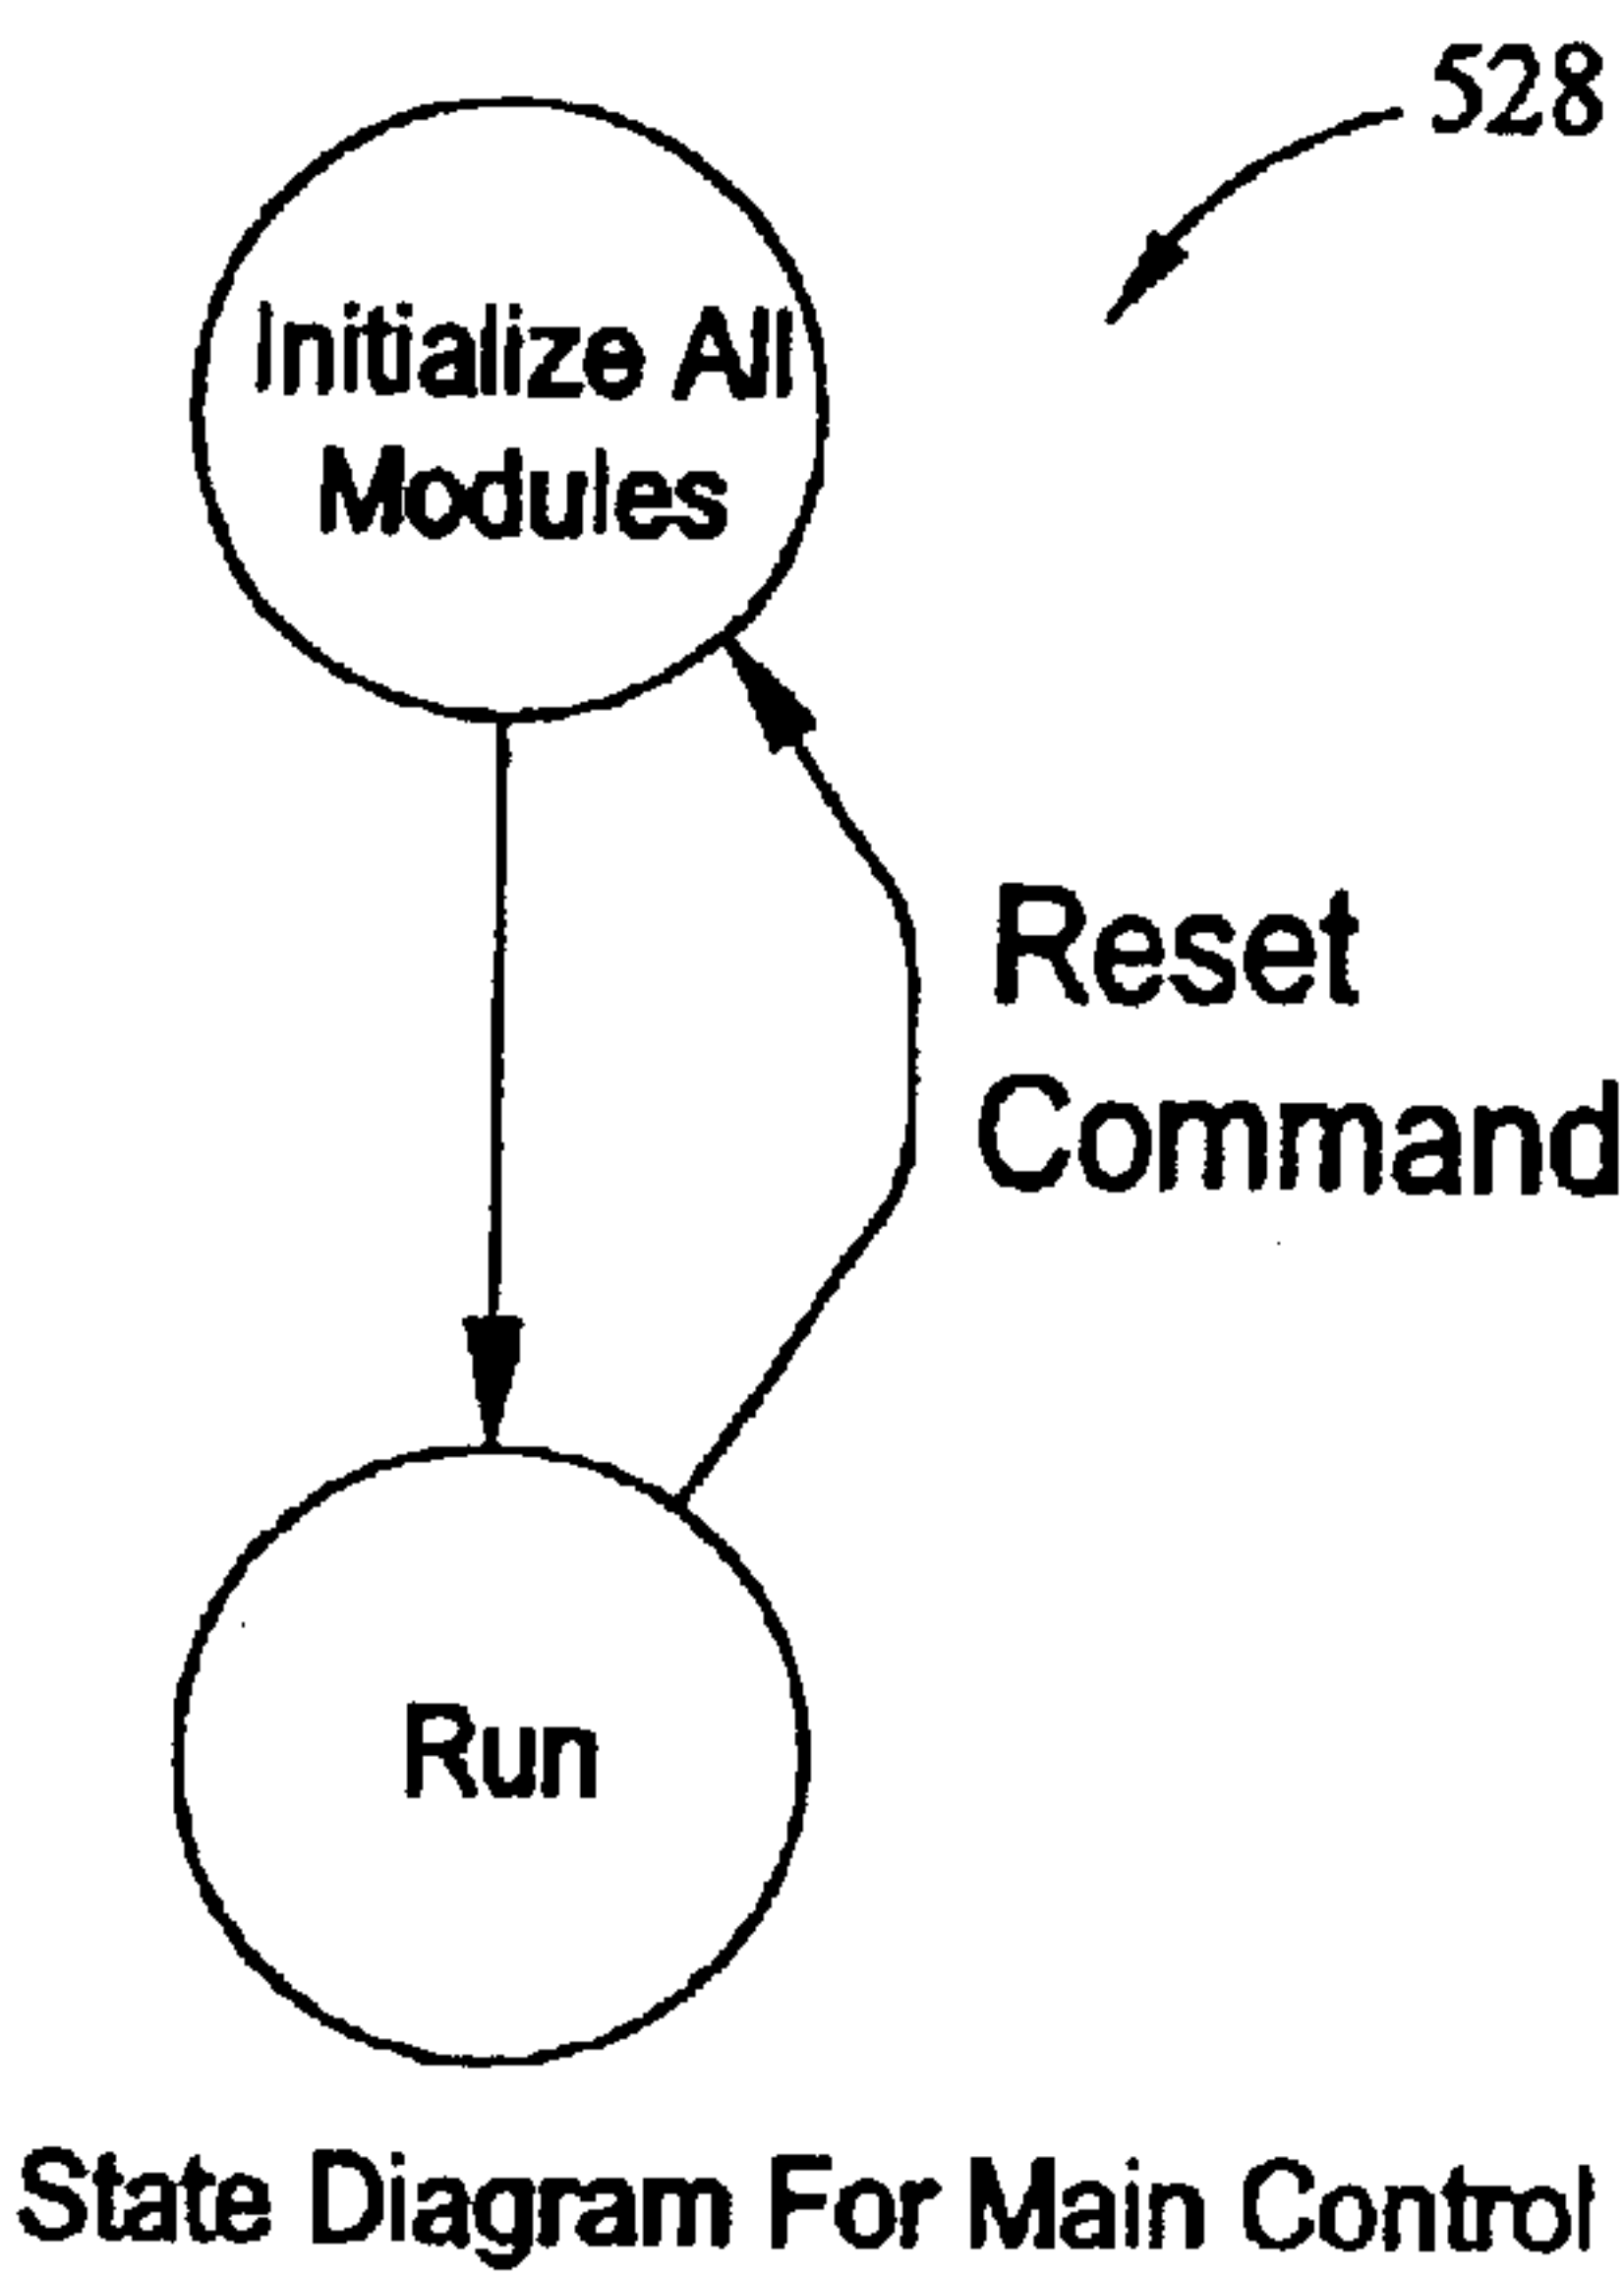 528
Initialize All
Modules
Reset
Command
Run
State Diagram For Main Control